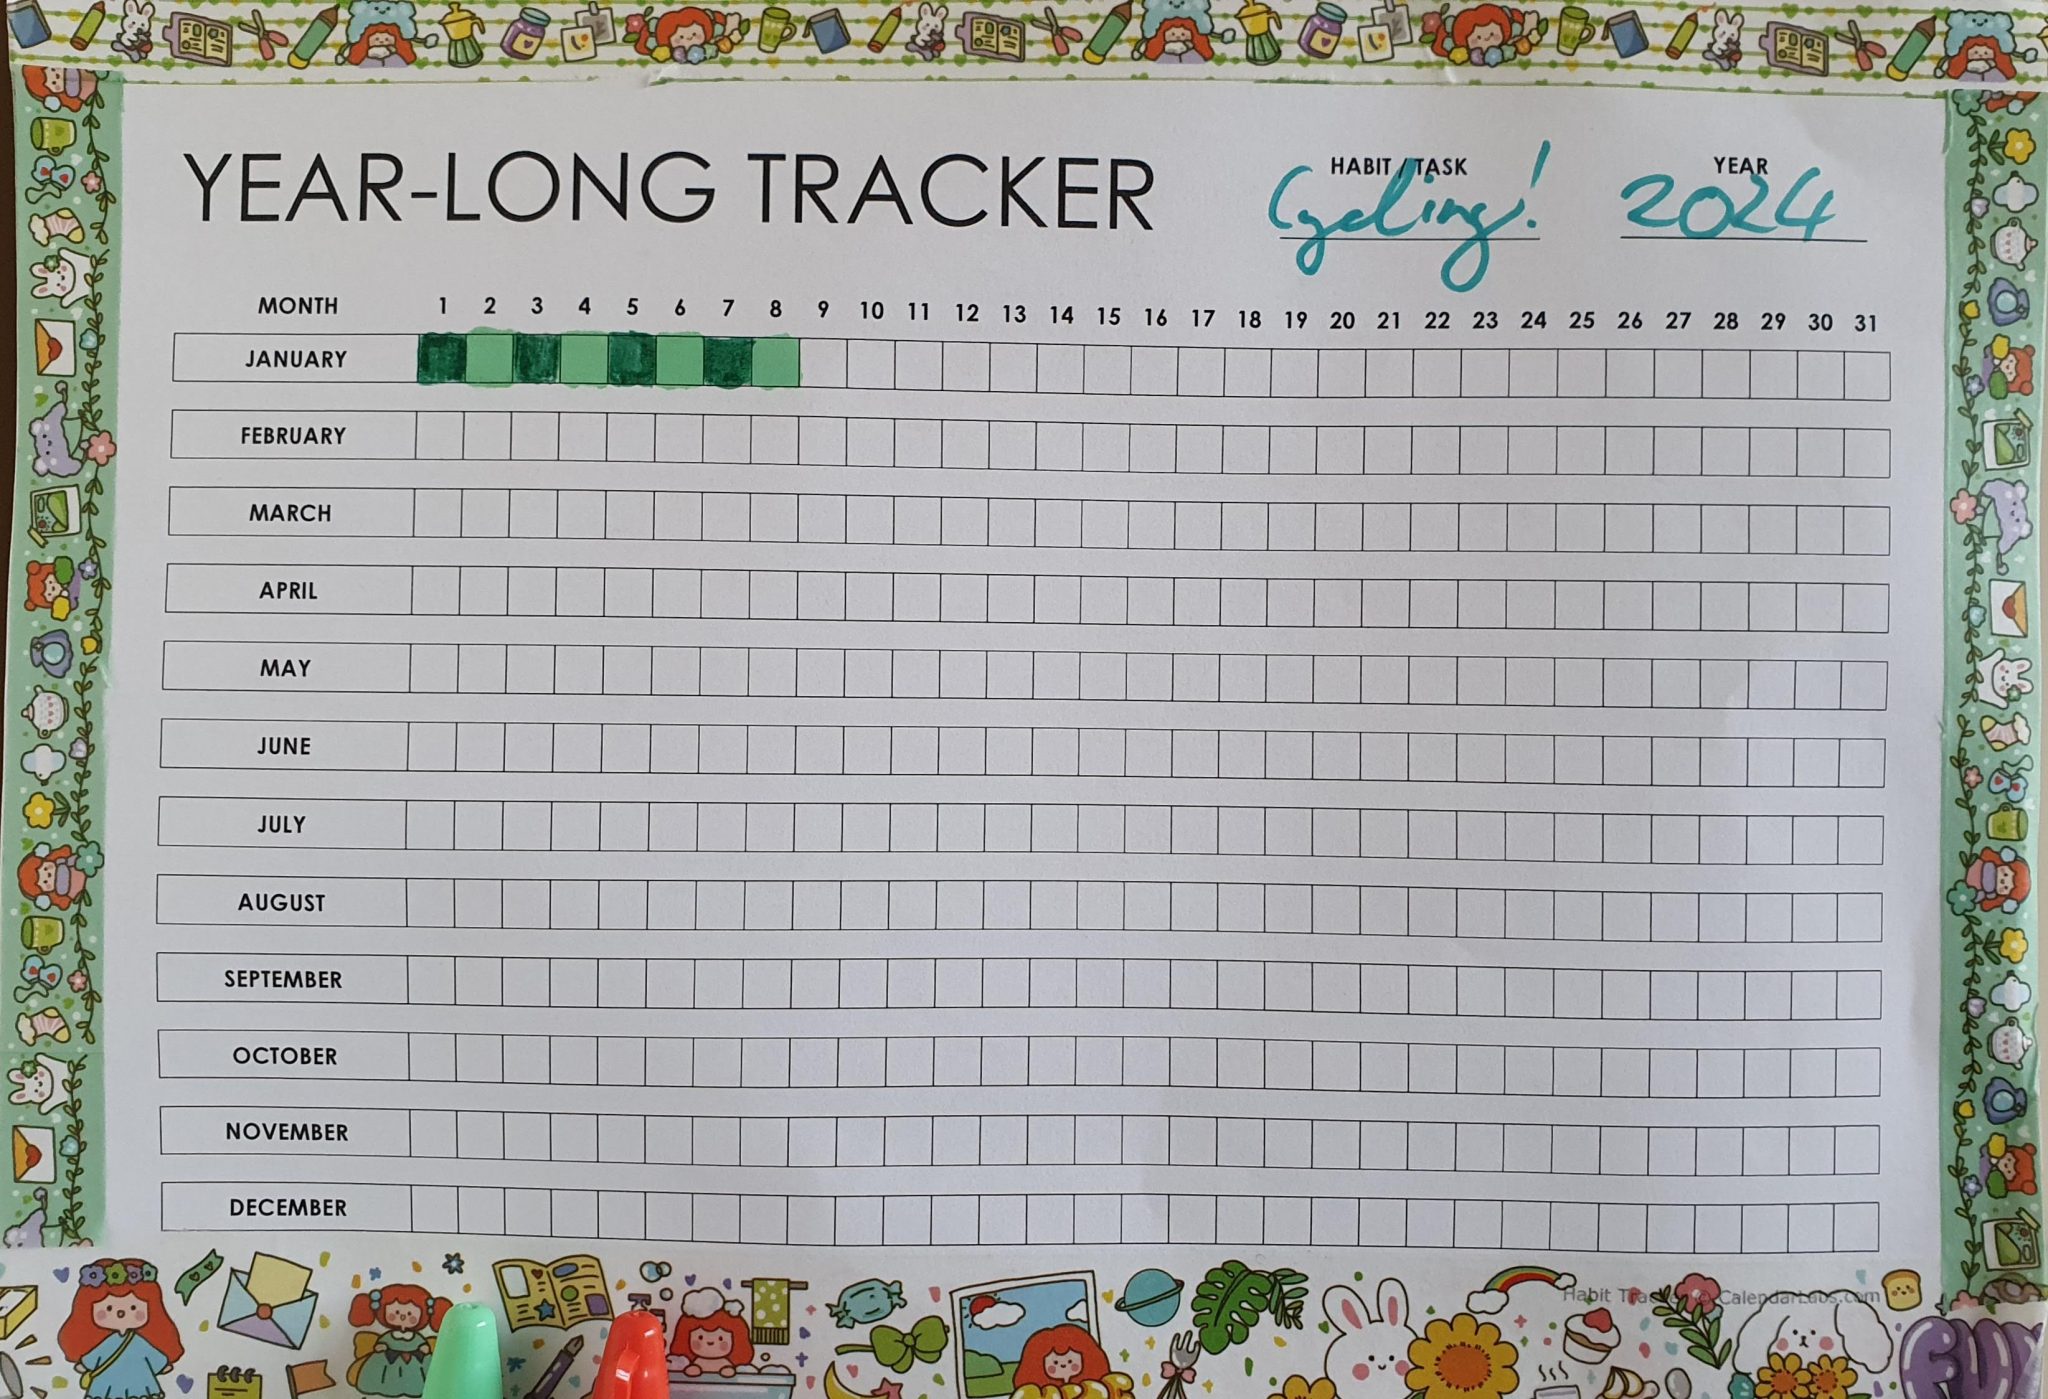 HABIT / TASK YEAR
YEAR-LONG TRACKER Cycling! 2024
MONTH 1 2 3 4 5 6 7 8 9 10 11 12 13 14 15 16 17 18 19 20 21 22 23 24 25 26 27 28 29 30 31
JANUARY
FEBRUARY
MARCH
APRIL
MAY
JUNE
JULY
AUGUST
SEPTEMBER
OCTOBER
NOVEMBER
DECEMBER
Habit Tracker © CalendarLabs.com